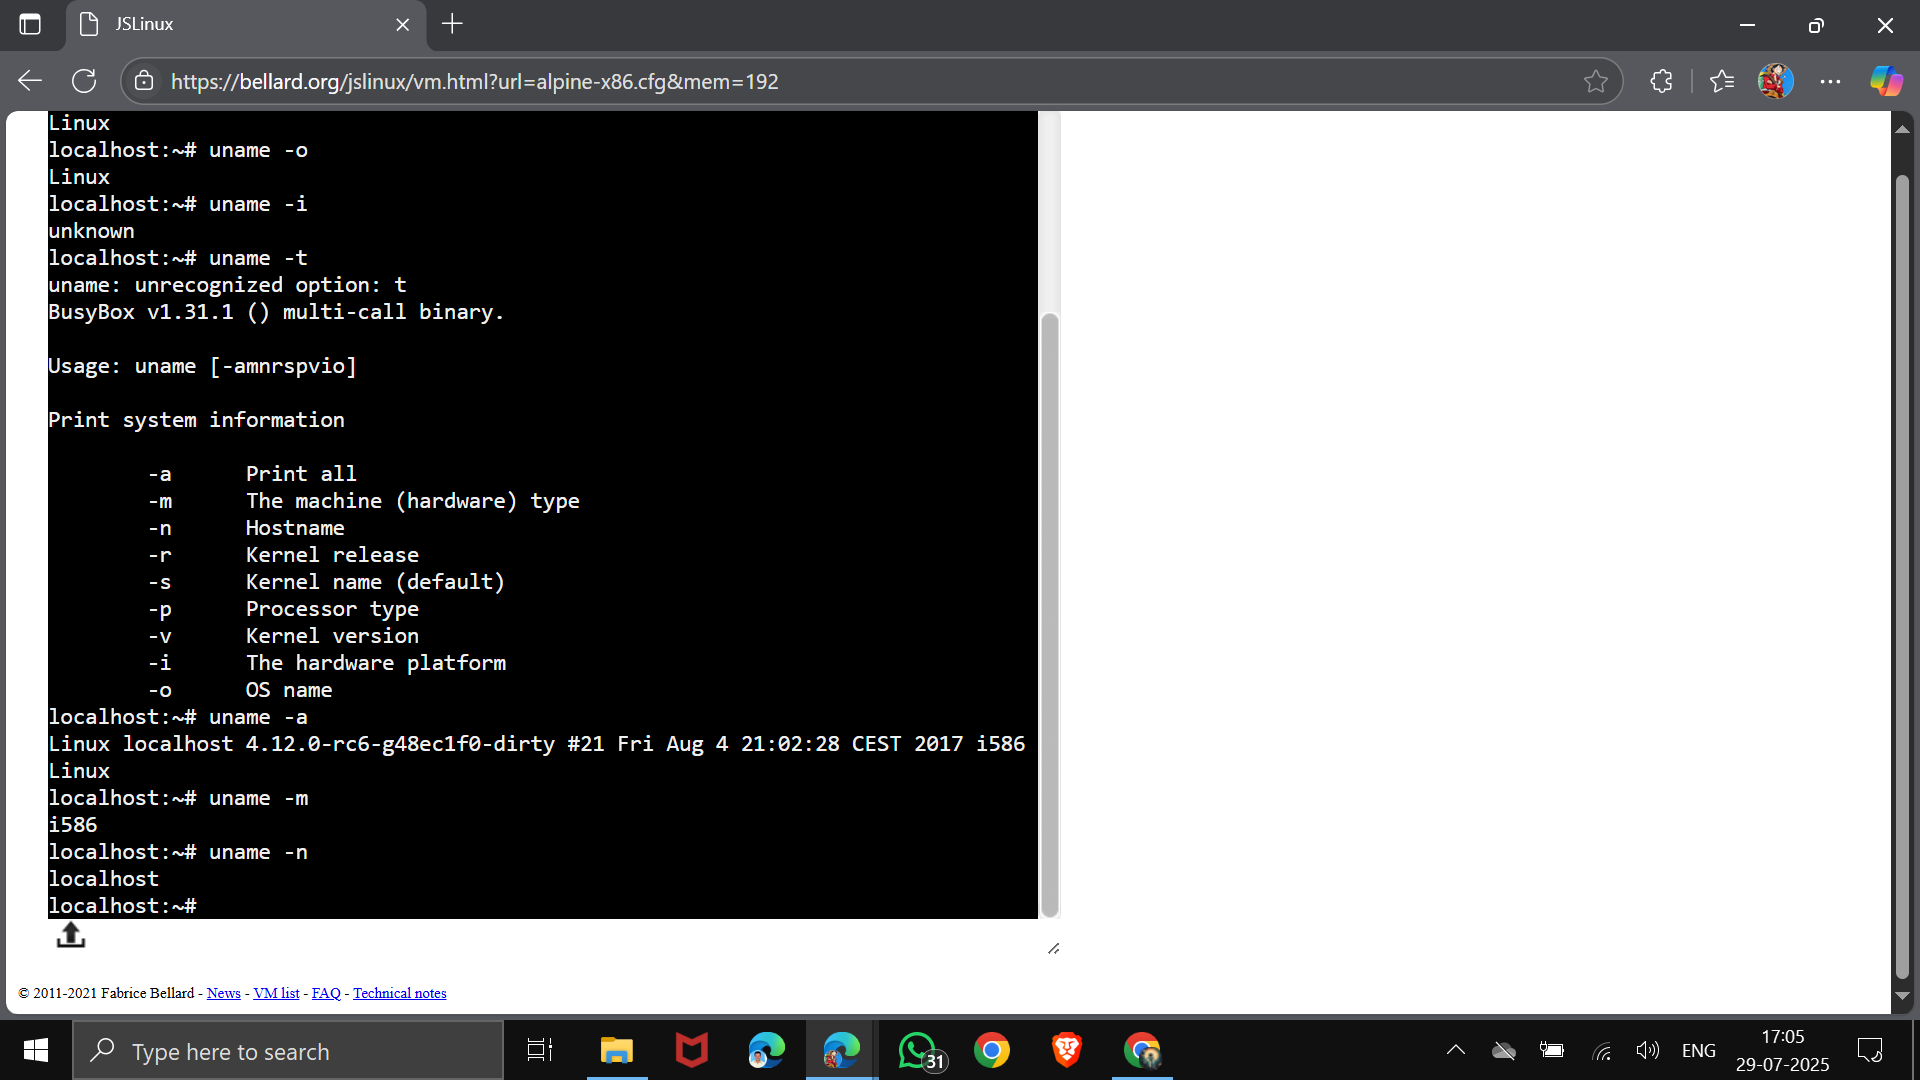 JSLinux
https://bellard.org/jslinux/vm.html?url=alpine-x86.cfg&mem=192
Linux
localhost:~# uname -o
Linux
localhost:~# uname -i
unknown
localhost:~# uname -t
uname: unrecognized option: t
BusyBox v1.31.1 () multi-call binary.
Usage: uname [-amnrspvio]
Print system information
-a Print all
-m The machine (hardware) type
-n Hostname
-r Kernel release
-s Kernel name (default)
-p Processor type
-v Kernel version
-i The hardware platform
-o OS name
localhost:~# uname -a
Linux localhost 4.12.0-rc6-g48ec1f0-dirty #21 Fri Aug 4 21:02:28 CEST 2017 i586
Linux
localhost:~# uname -m
i586
localhost:~# uname -n
localhost
localhost:~#
© 2011-2021 Fabrice Bellard - News - VM list - FAQ - Technical notes
Type here to search
31
ENG
17:05
29-07-2025